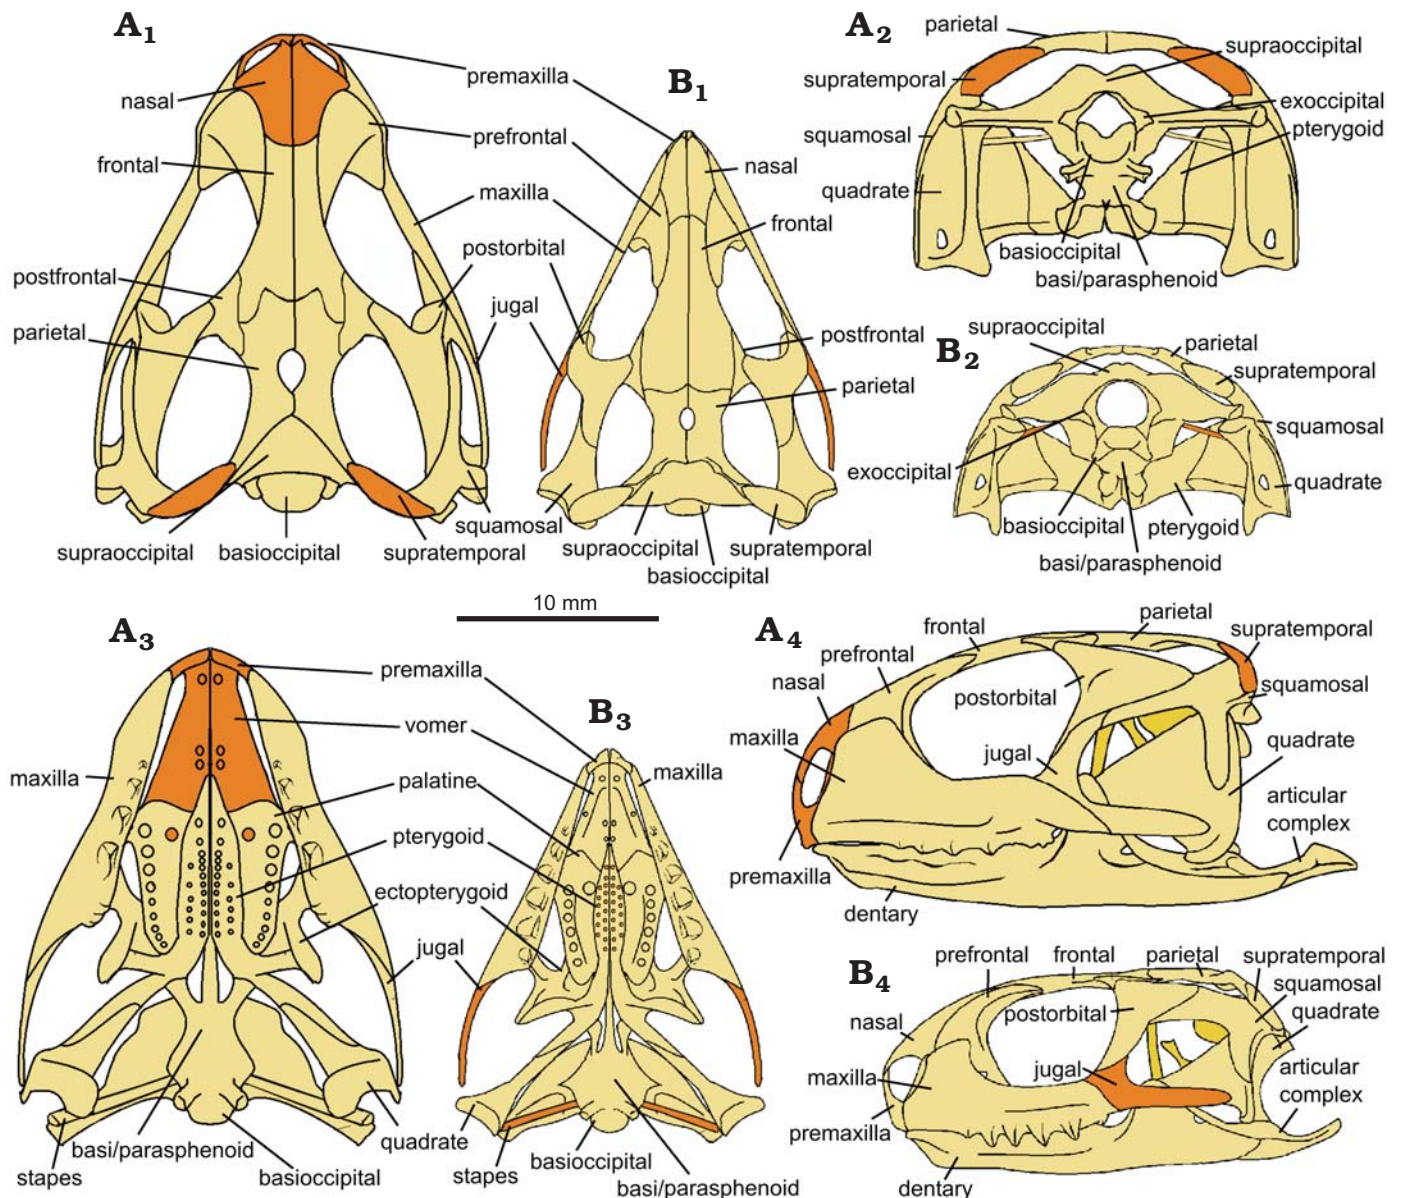 A1
nasal
frontal
postfrontal
parietal
supraoccipital
basioccipital
supratemporal
squamosal
premaxilla
prefrontal
maxilla
postorbital
jugal
B1
nasal
frontal
postfrontal
parietal
supraoccipital
basioccipital
supratemporal
A2
parietal
supraoccipital
supratemporal
exoccipital
squamosal
pterygoid
quadrate
basioccipital
basi/parasphenoid
B2
supraoccipital
parietal
supratemporal
squamosal
exoccipital
quadrate
basioccipital
pterygoid
basi/parasphenoid
10 mm
A3
premaxilla
vomer
maxilla
palatine
pterygoid
ectopterygoid
jugal
quadrate
basi/parasphenoid
stapes
basioccipital
B3
maxilla
stapes
basioccipital
basi/parasphenoid
A4
parietal
frontal
supratemporal
prefrontal
nasal
postorbital
squamosal
maxilla
jugal
quadrate
articular
complex
premaxilla
dentary
B4
prefrontal
frontal
parietal
supratemporal
squamosal
quadrate
nasal
postorbital
maxilla
jugal
articular
complex
premaxilla
dentary